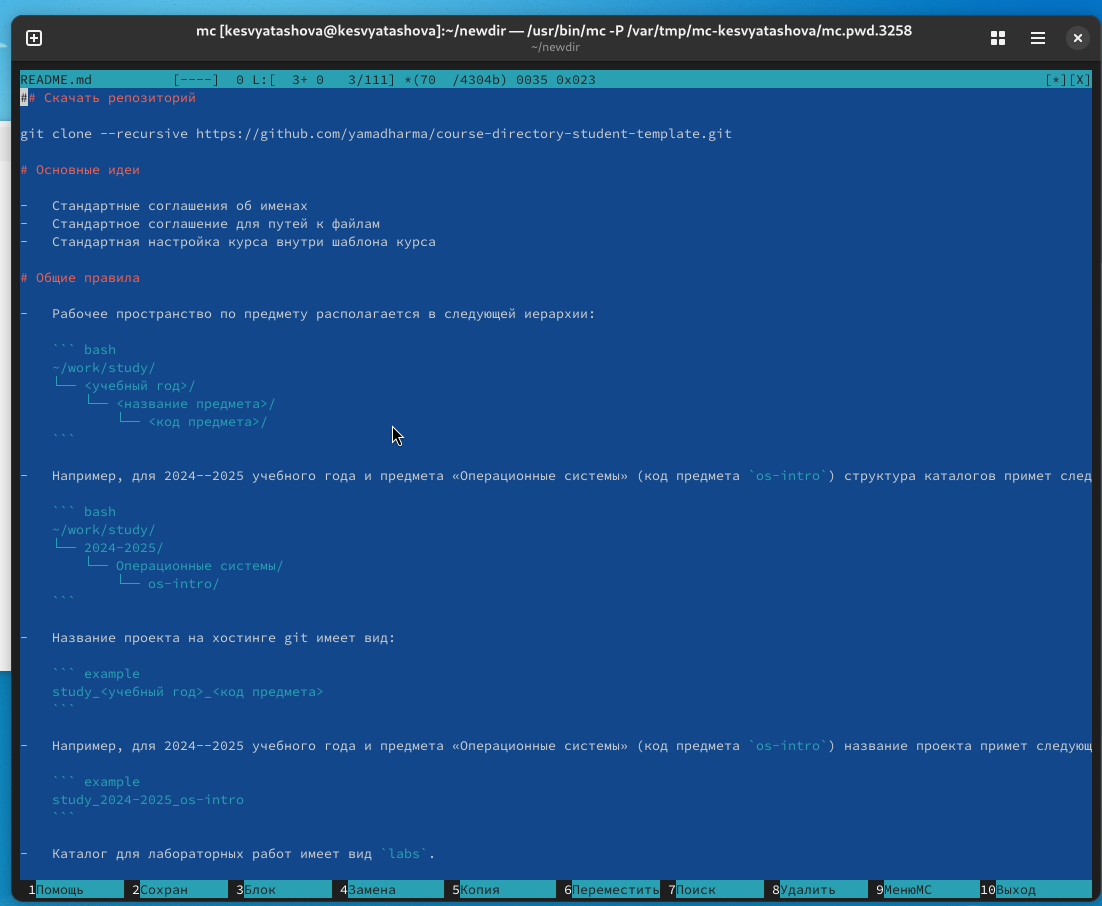 mc [kesvyatashova@kesvyatashova]:~/newdir — /usr/bin/mc -P /var/tmp/mc-kesvyatashova/mc.pwd.3258
~/newdir
README.md          [----]  0 L:[  3+ 0   3/111] *(70  /4304b) 0035 0x023 [*][X]
## Скачать репозиторий
git clone --recursive https://github.com/yamadharma/course-directory-student-template.git
# Основные идеи
-   Стандартные соглашения об именах
-   Стандартное соглашение для путей к файлам
-   Стандартная настройка курса внутри шаблона курса
# Общие правила
-   Рабочее пространство по предмету располагается в следующей иерархии:
    ``` bash
    ~/work/study/
    └── <учебный год>/
        └── <название предмета>/
            └── <код предмета>/
    ```
-   Например, для 2024--2025 учебного года и предмета «Операционные системы» (код предмета `os-intro`) структура каталогов примет след
    ``` bash
    ~/work/study/
    └── 2024-2025/
        └── Операционные системы/
            └── os-intro/
    ```
-   Название проекта на хостинге git имеет вид:
    ``` example
    study_<учебный год>_<код предмета>
    ```
-   Например, для 2024--2025 учебного года и предмета «Операционные системы» (код предмета `os-intro`) название проекта примет следующ
    ``` example
    study_2024-2025_os-intro
    ```
-   Каталог для лабораторных работ имеет вид `labs`.
1Помощь 2Сохран 3Блок 4Замена 5Копия 6Переместить 7Поиск 8Удалить 9МенюMC 10Выход